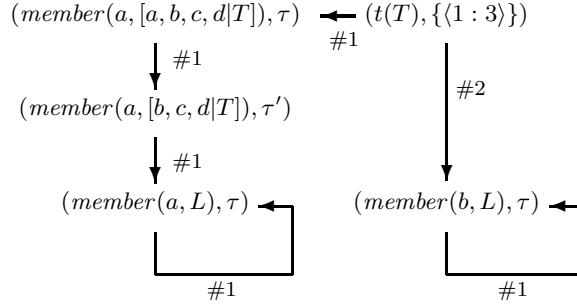 (member(a, [a, b, c, d|T]), τ) #1 (t(T), {⟨1 : 3⟩})
#1 #2
(member(a, [b, c, d|T]), τ′)
#1
(member(a, L), τ) (member(b, L), τ)
#1 #1